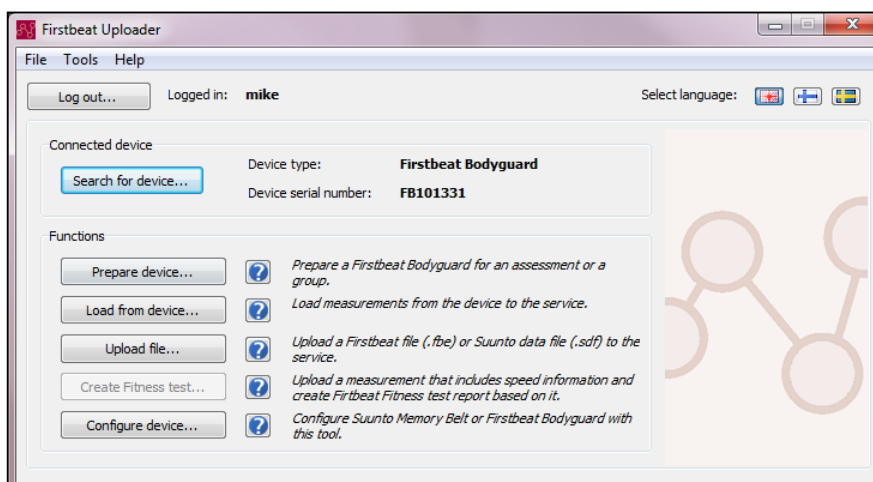 Firstbeat Uploader
File Tools Help
Log out... Logged in: mike Select language:
Connected device
Search for device... Device type: Firstbeat Bodyguard
Device serial number: FB101331
Functions
Prepare device... ? Prepare a Firstbeat Bodyguard for an assessment or a
group.
Load from device... ? Load measurements from the device to the service.
Upload file... ? Upload a Firstbeat file (.fbe) or Suunto data file (.sdf) to the
service.
Create Fitness test... ? Upload a measurement that includes speed information and
create Firtbeat Fitness test report based on it.
Configure device... ? Configure Suunto Memory Belt or Firstbeat Bodyguard with
this tool.